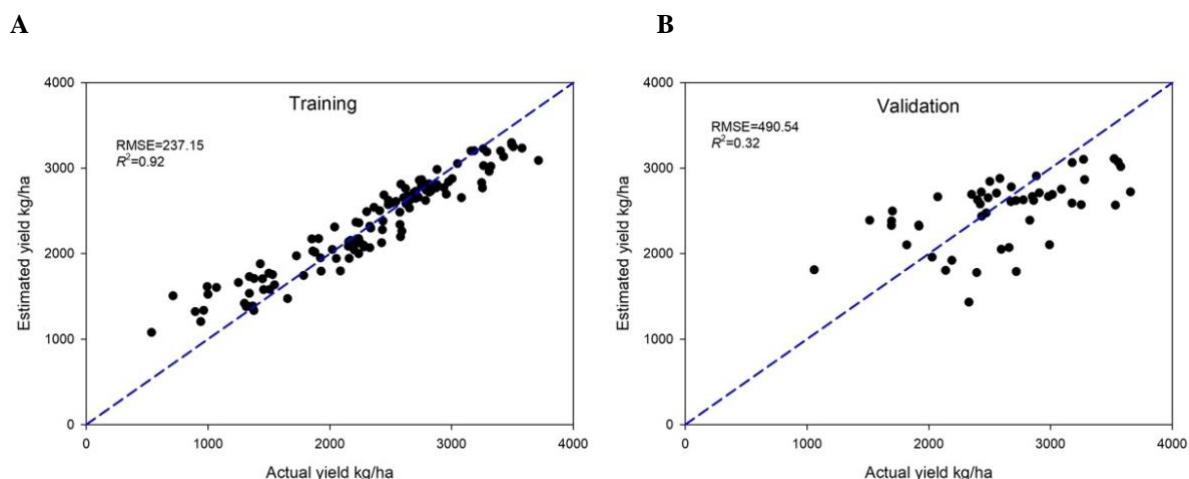 A
B
Training
RMSE=237.15
R²=0.92
4000
3000
2000
1000
0
Estimated yield kg/ha
0 1000 2000 3000 4000
Actual yield kg/ha
Validation
RMSE=490.54
R²=0.32
4000
3000
2000
1000
0
Estimated yield kg/ha
0 1000 2000 3000 4000
Actual yield kg/ha